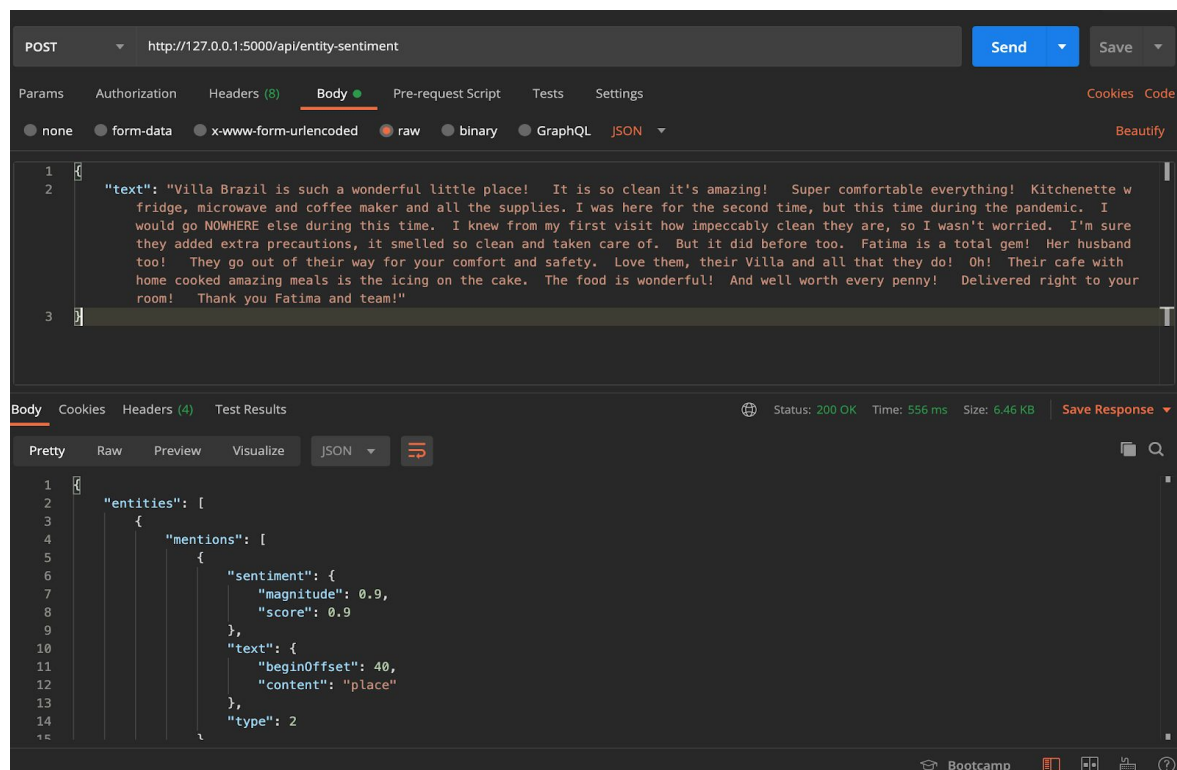 POST http://127.0.0.1:5000/api/entity-sentiment Send Save
Params Authorization Headers (8) Body Pre-request Script Tests Settings Cookies Code
none form-data x-www-form-urlencoded raw binary GraphQL JSON Beautify
1 {
2 "text": "Villa Brazil is such a wonderful little place!   It is so clean it's amazing!   Super comfortable everything!  Kitchenette w
fridge, microwave and coffee maker and all the supplies. I was here for the second time, but this time during the pandemic.  I
would go NOWHERE else during this time.  I knew from my first visit how impeccably clean they are, so I wasn't worried.  I'm sure
they added extra precautions, it smelled so clean and taken care of.  But it did before too.  Fatima is a total gem!  Her husband
too!   They go out of their way for your comfort and safety.  Love them, their Villa and all that they do!  Oh!  Their cafe with
home cooked amazing meals is the icing on the cake.  The food is wonderful!  And well worth every penny!   Delivered right to your
room!   Thank you Fatima and team!"
3 }
Body Cookies Headers (4) Test Results Status: 200 OK Time: 556 ms Size: 6.46 KB Save Response
Pretty Raw Preview Visualize JSON
1 {
2 "entities": [
3 {
4 "mentions": [
5 {
6 "sentiment": {
7 "magnitude": 0.9,
8 "score": 0.9
9 },
10 "text": {
11 "beginOffset": 40,
12 "content": "place"
13 },
14 "type": 2
15 }
Bootcamp